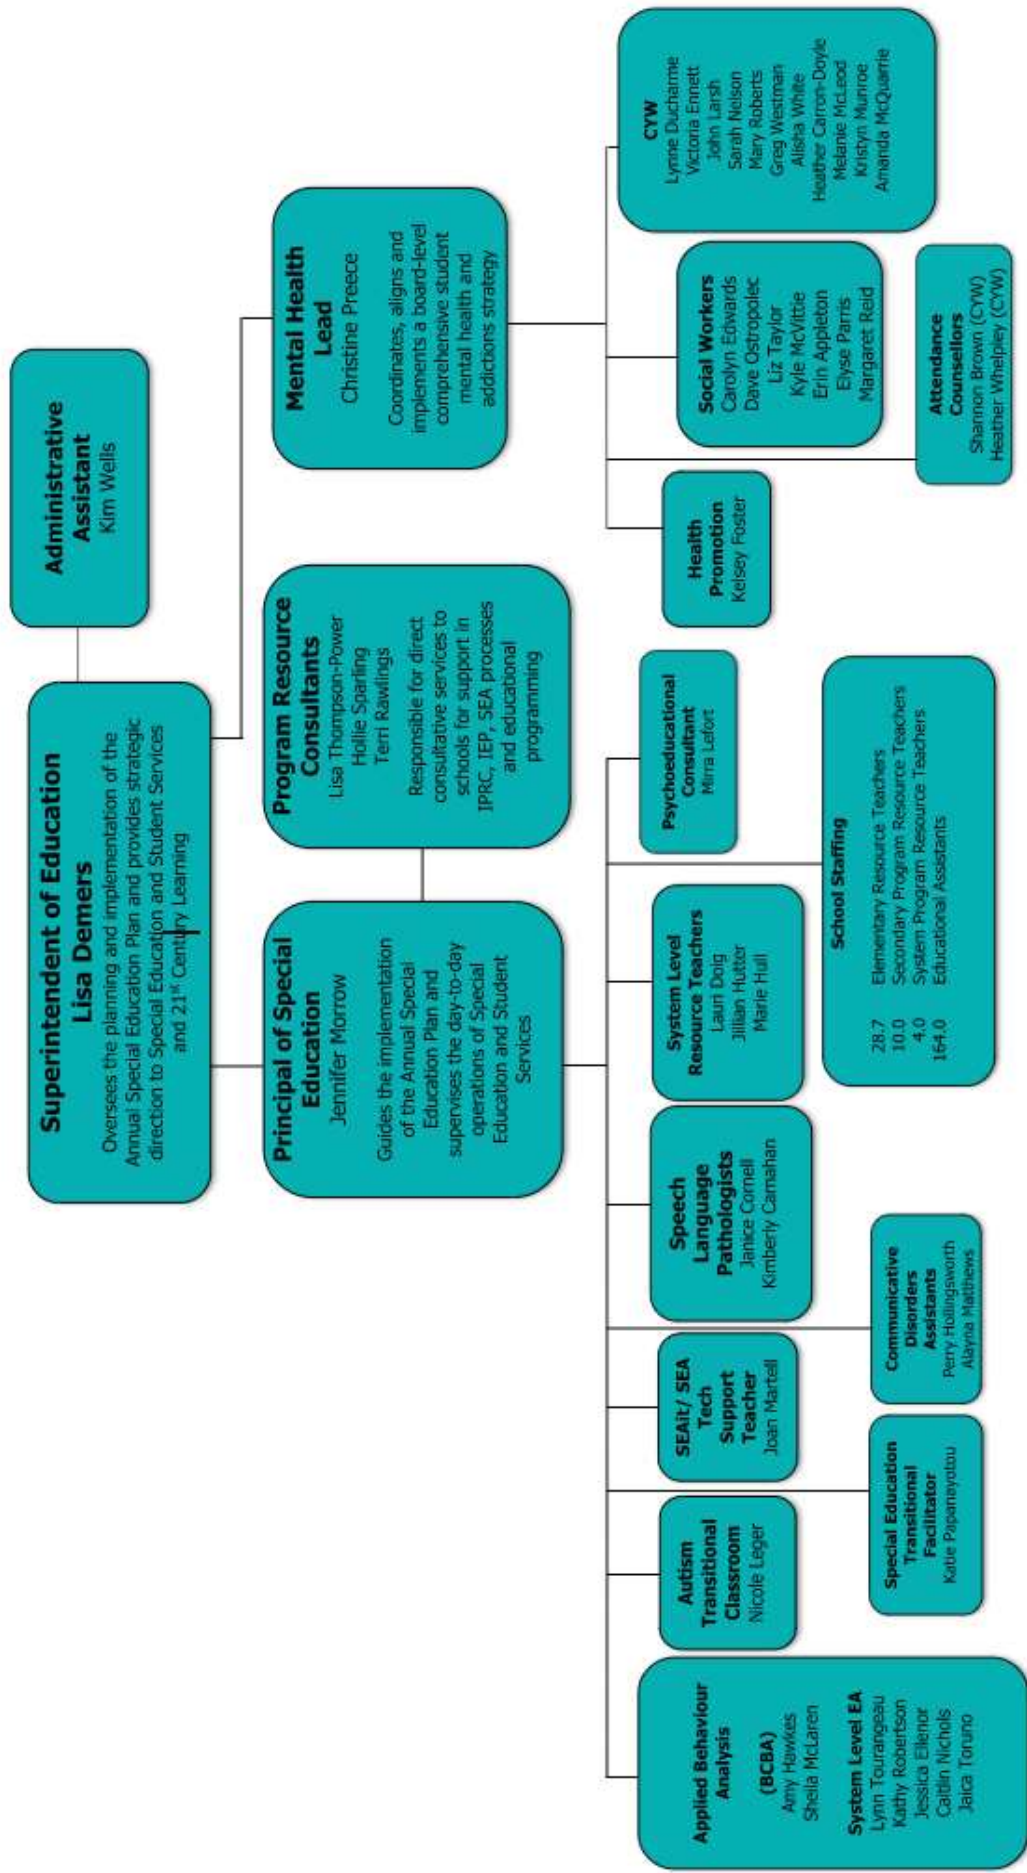 Superintendent of Education
Lisa Demers
Oversees the planning and implementation of the
Annual Special Education Plan and provides strategic
direction to Special Education and Student Services
and 21st Century Learning
Administrative
Assistant
Kim Wells
Principal of Special
Education
Jennifer Morrow
Guides the implementation
of the Annual Special
Education Plan and
supervises the day-to-day
operations of Special
Education and Student
Services
Program Resource
Consultants
Lisa Thompson-Power
Hollie Sparling
Terri Rawlings
Responsible for direct
consultative services to
schools for support in
IPRC, IEP, SEA processes
and educational
programming
Mental Health
Lead
Christine Preece
Coordinates, aligns and
implements a board-level
comprehensive student
mental health and
addictions strategy
Applied Behaviour
Analysis
(BCBA)
Amy Hawkes
Sheila McLaren
System Level EA
Lynn Tourangeau
Kathy Robertson
Jessica Ellenor
Caitlin Nichols
Jaica Toruno
Autism
Transitional
Classroom
Nicole Leger
Special Education
Transitional
Facilitator
Katie Papanayotou
SEAit/ SEA
Tech
Support
Teacher
Joan Martell
Communicative
Disorders
Assistants
Perry Hollingsworth
Alayna Matthews
Speech
Language
Pathologists
Janice Cornell
Kimberly Carnahan
System Level
Resource Teachers
Lauri Doig
Jillian Hutter
Marie Hull
School Staffing
28.7 Elementary Resource Teachers
10.0 Secondary Program Resource Teachers
4.0 System Program Resource Teachers
164.0 Educational Assistants
Psychoeducational
Consultant
Mirra Lefort
Health
Promotion
Kelsey Foster
Attendance
Counsellors
Shannon Brown (CYW)
Heather Whelpley (CYW)
Social Workers
Carolyn Edwards
Dave Ostropolec
Liz Taylor
Kyle McVittie
Erin Appleton
Elyse Parris
Margaret Reid
CYW
Lynne Ducharme
Victoria Ennett
John Larsh
Sarah Nelson
Mary Roberts
Greg Westman
Alisha White
Heather Carron-Doyle
Melanie McLeod
Kristyn Munroe
Amanda McQuarrie